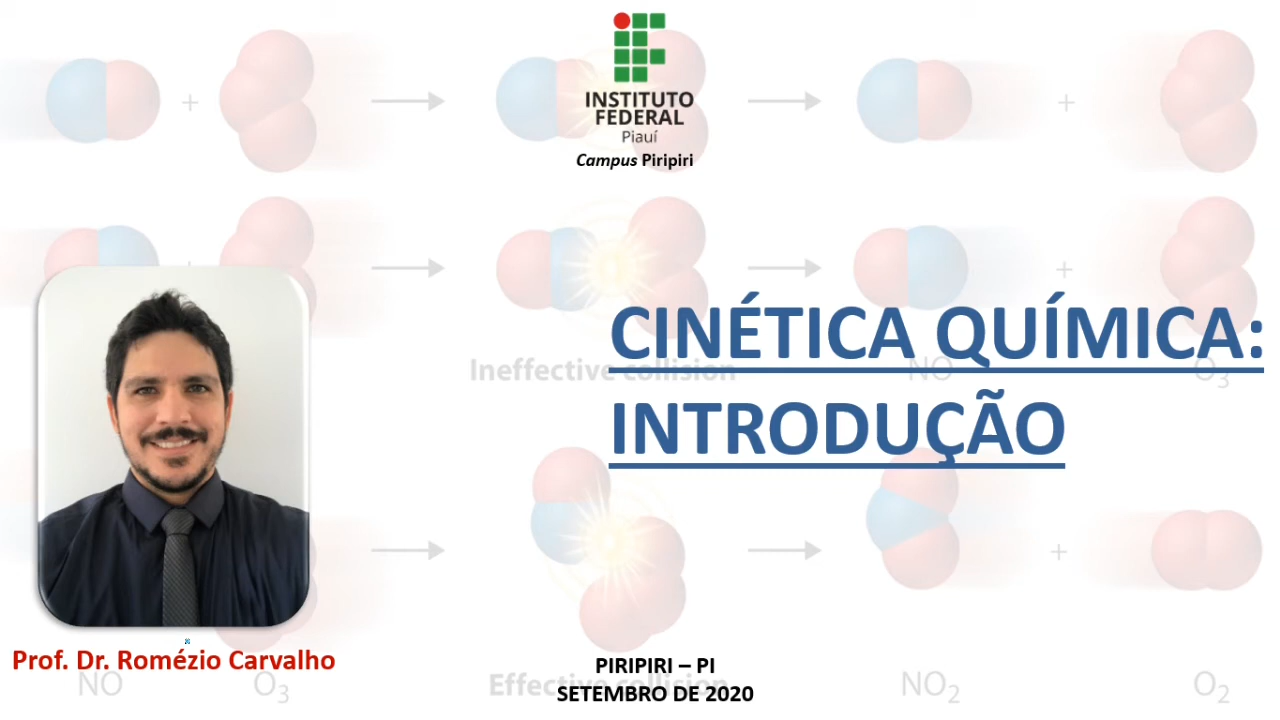 INSTITUTO
FEDERAL
Piauí
Campus Piripiri
+
+
+
+
CINÉTICA QUÍMICA:
INTRODUÇÃO
Ineffective collision
NO
O3
+
Prof. Dr. Romézio Carvalho
PIRIPIRI – PI
SETEMBRO DE 2020
NO
O3
Effective collision
NO2
O2